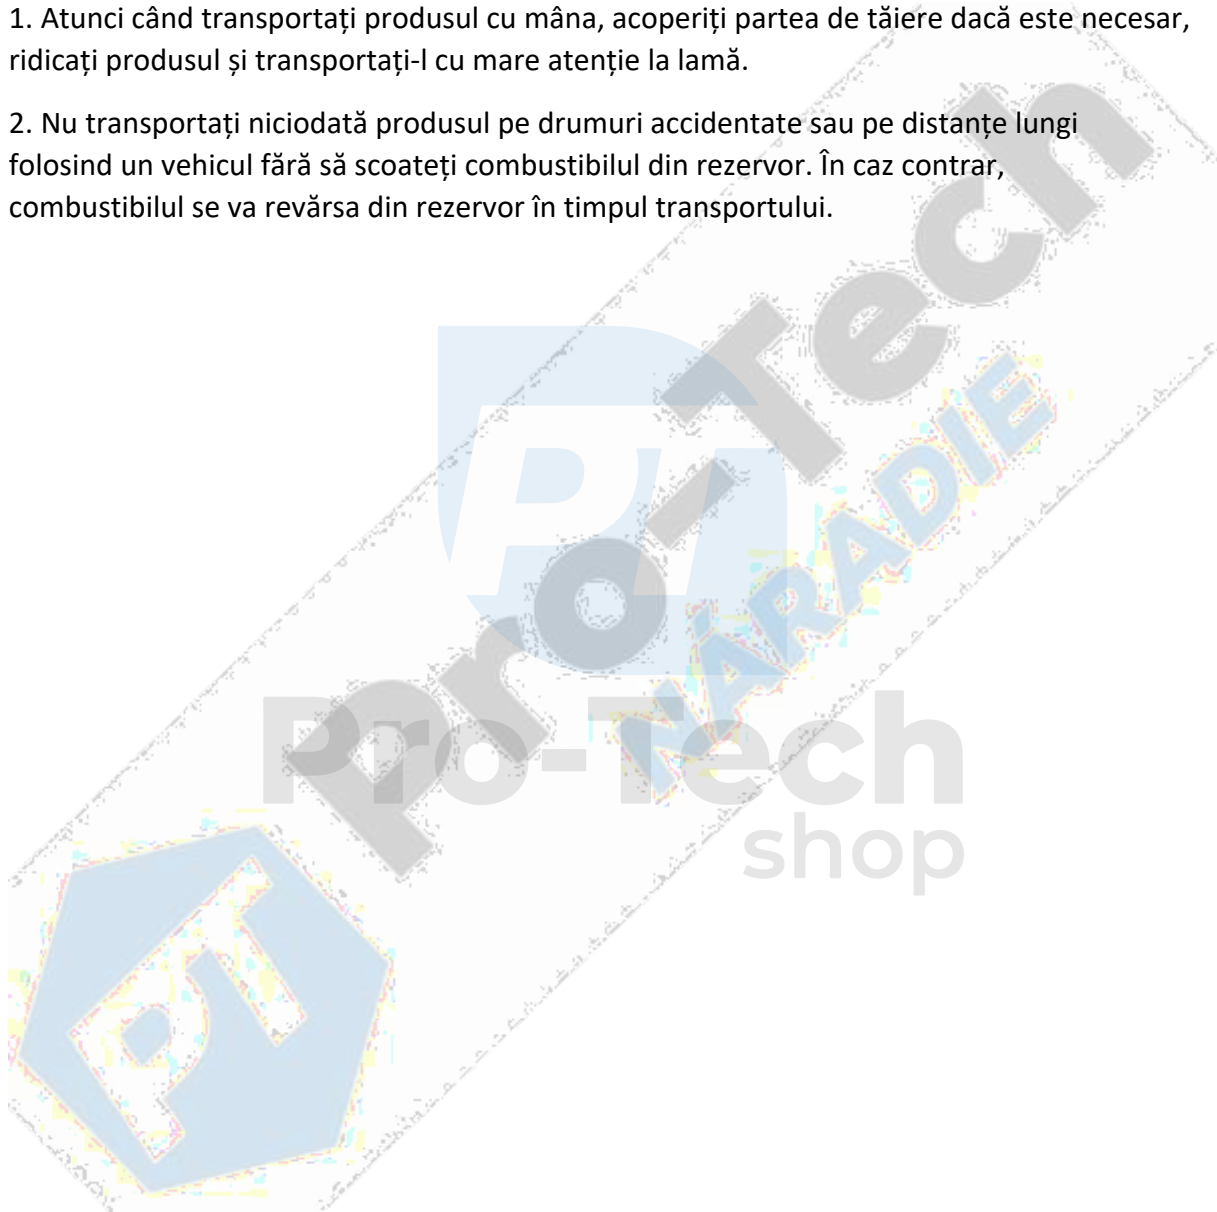 1. Atunci când transportați produsul cu mâna, acoperiți partea de tăiere dacă este necesar,
ridicați produsul și transportați-l cu mare atenție la lamă.
2. Nu transportați niciodată produsul pe drumuri accidentate sau pe distanțe lungi
folosind un vehicul fără să scoateți combustibilul din rezervor. În caz contrar,
combustibilul se va revărsa din rezervor în timpul transportului.
PT
Pro-Tech
NÁRADIE
PT
Pro-Tech
shop